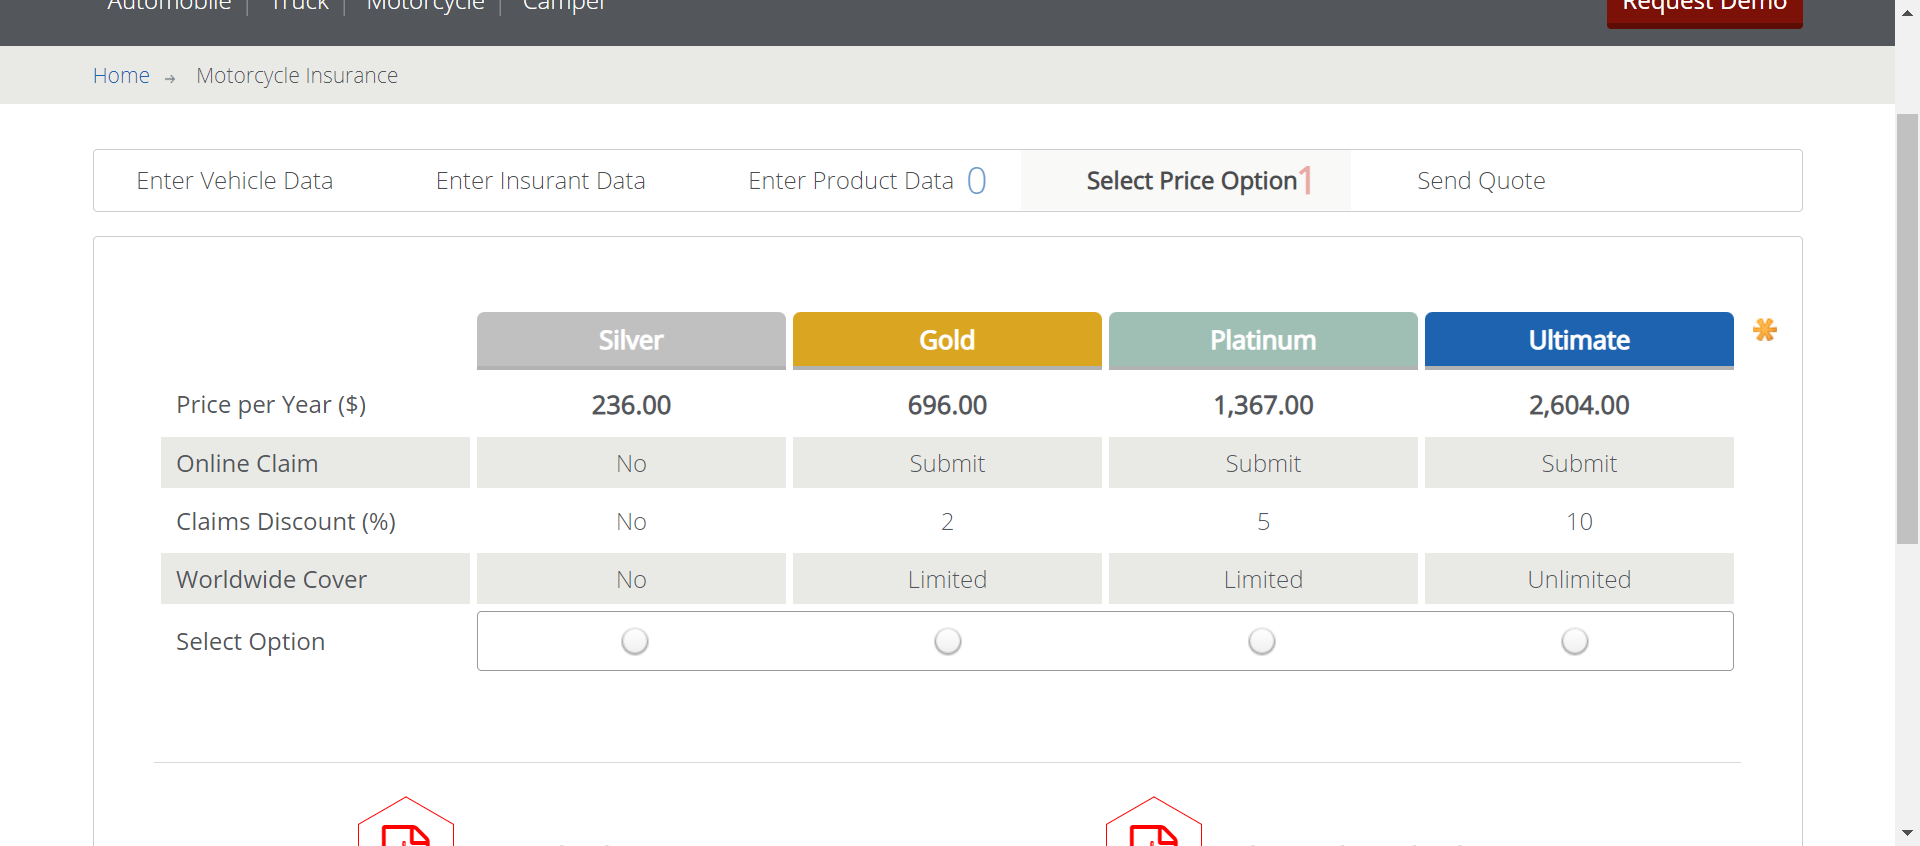 Automobile | Truck | Motorcycle | Camper
Request Demo
Home → Motorcycle Insurance
Enter Vehicle Data
Enter Insurant Data
Enter Product Data 0
Select Price Option 1
Send Quote
Silver Gold Platinum Ultimate
Price per Year ($) 236.00 696.00 1,367.00 2,604.00
Online Claim No Submit Submit Submit
Claims Discount (%) No 2 5 10
Worldwide Cover No Limited Limited Unlimited
Select Option